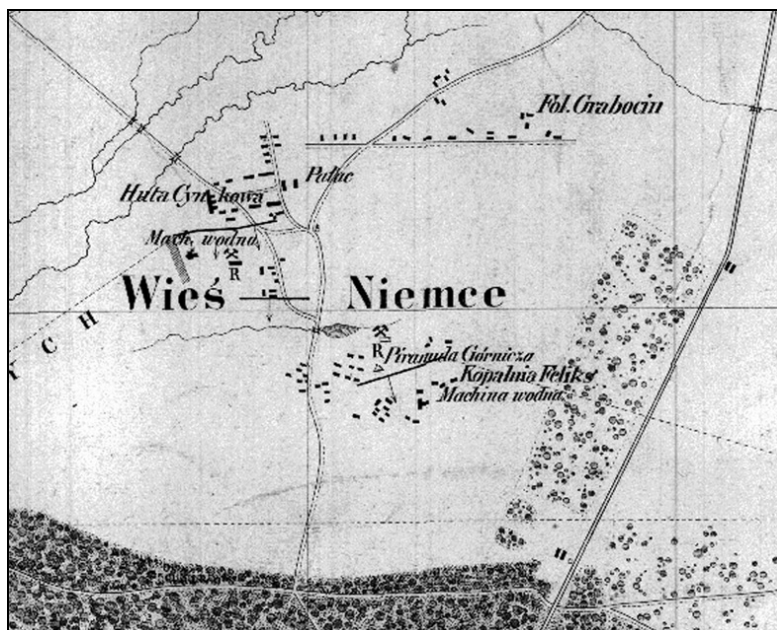 Fol. Grabocin
Pałac
Huta Cynkowa
Mach. wodna
R
Wieś Niemce
I C H
R
Piramida Górnicza
Kopalnia Feliks
Machina wodna